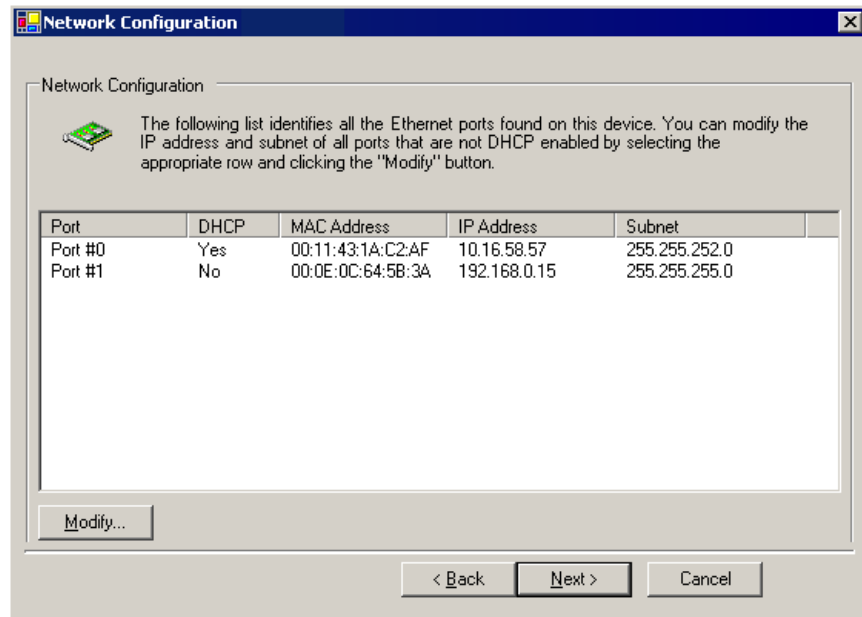 Network Configuration
Network Configuration
The following list identifies all the Ethernet ports found on this device. You can modify the
IP address and subnet of all ports that are not DHCP enabled by selecting the
appropriate row and clicking the "Modify" button.
Port DHCP MAC Address IP Address Subnet
Port #0 Yes 00:11:43:1A:C2:AF 10.16.58.57 255.255.252.0
Port #1 No 00:0E:0C:64:5B:3A 192.168.0.15 255.255.255.0
Modify...
< Back Next > Cancel